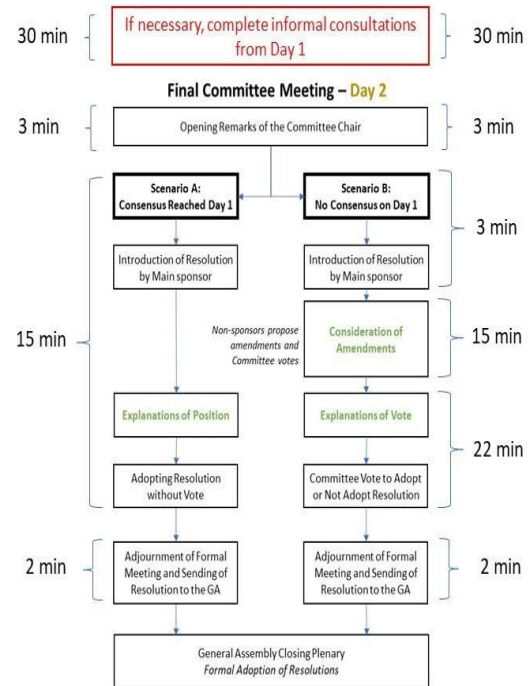 30 min
If necessary, complete informal consultations
from Day 1
30 min
Final Committee Meeting – Day 2
3 min
Opening Remarks of the Committee Chair
3 min
Scenario A:
Consensus Reached Day 1
Scenario B:
No Consensus on Day 1
3 min
Introduction of Resolution
by Main sponsor
Introduction of Resolution
by Main sponsor
15 min
Non-sponsors propose
amendments and
Committee votes
Consideration of
Amendments
15 min
Explanations of Position
Explanations of Vote
22 min
Adopting Resolution
without Vote
Committee Vote to Adopt
or Not Adopt Resolution
2 min
Adjournment of Formal
Meeting and Sending of
Resolution to the GA
Adjournment of Formal
Meeting and Sending of
Resolution to the GA
2 min
General Assembly Closing Plenary
Formal Adoption of Resolutions